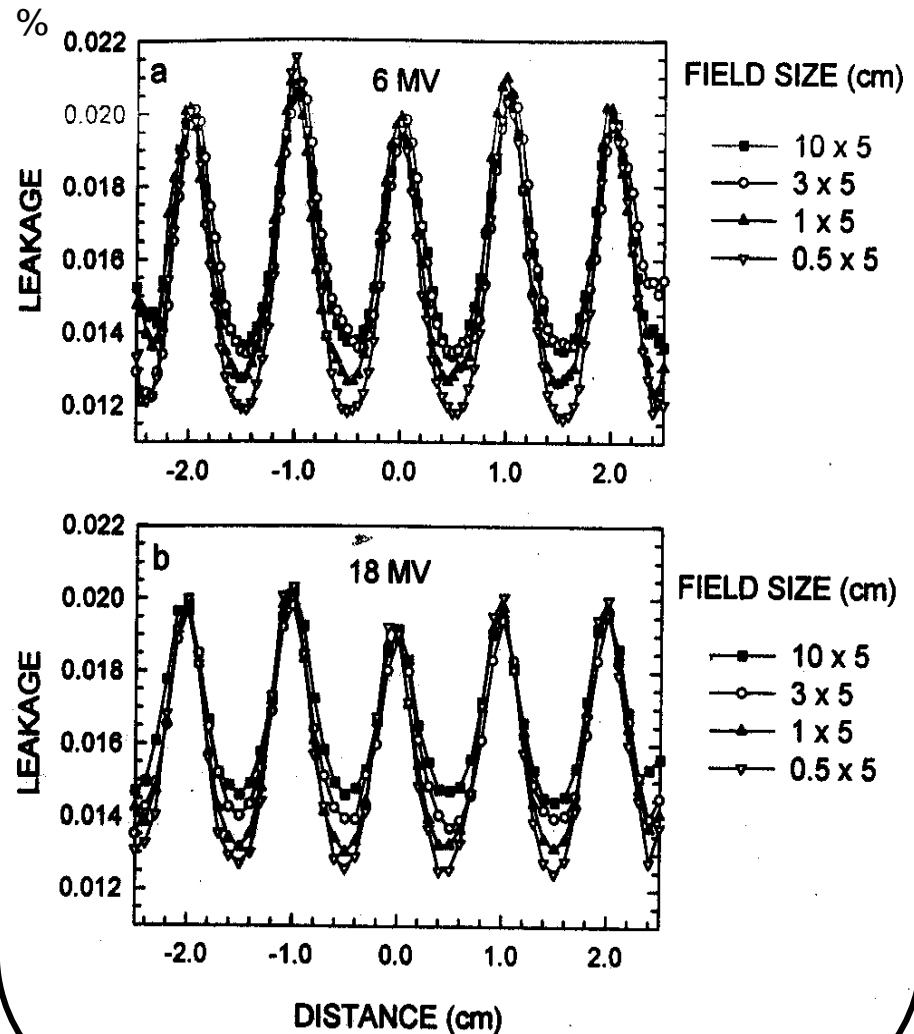 %
0.022
0.020
0.018
0.016
0.014
0.012
LEAKAGE
a
6 MV
-2.0 -1.0 0.0 1.0 2.0
FIELD SIZE (cm)
10 x 5
3 x 5
1 x 5
0.5 x 5
0.022
0.020
0.018
0.016
0.014
0.012
LEAKAGE
b
18 MV
-2.0 -1.0 0.0 1.0 2.0
FIELD SIZE (cm)
10 x 5
3 x 5
1 x 5
0.5 x 5
DISTANCE (cm)